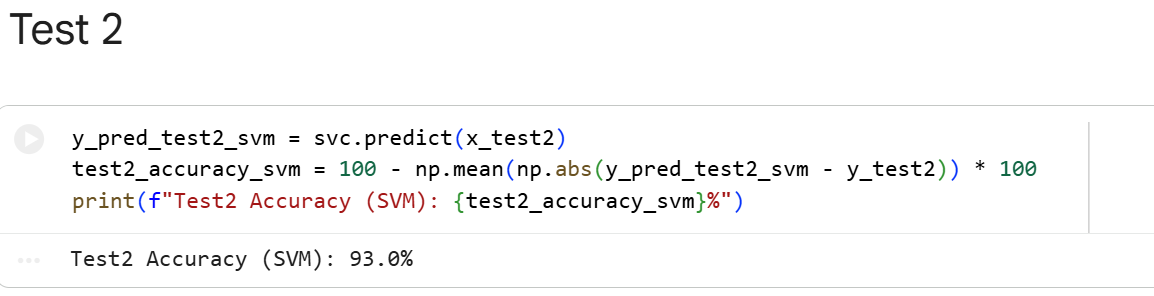 Test 2
y_pred_test2_svm = svc.predict(x_test2)
test2_accuracy_svm = 100 - np.mean(np.abs(y_pred_test2_svm - y_test2)) * 100
print(f"Test2 Accuracy (SVM): {test2_accuracy_svm}%")
Test2 Accuracy (SVM): 93.0%